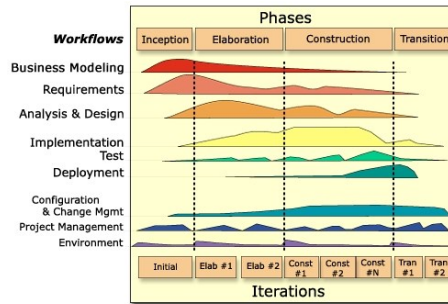 Phases
Workflows
Inception
Elaboration
Construction
Transition
Business Modeling
Requirements
Analysis & Design
Implementation
Test
Deployment
Configuration
& Change Mgmt
Project Management
Environment
Initial
Elab #1
Elab #2
Const
#1
Const
#2
Const
#N
Tran
#1
Tran
#2
Iterations